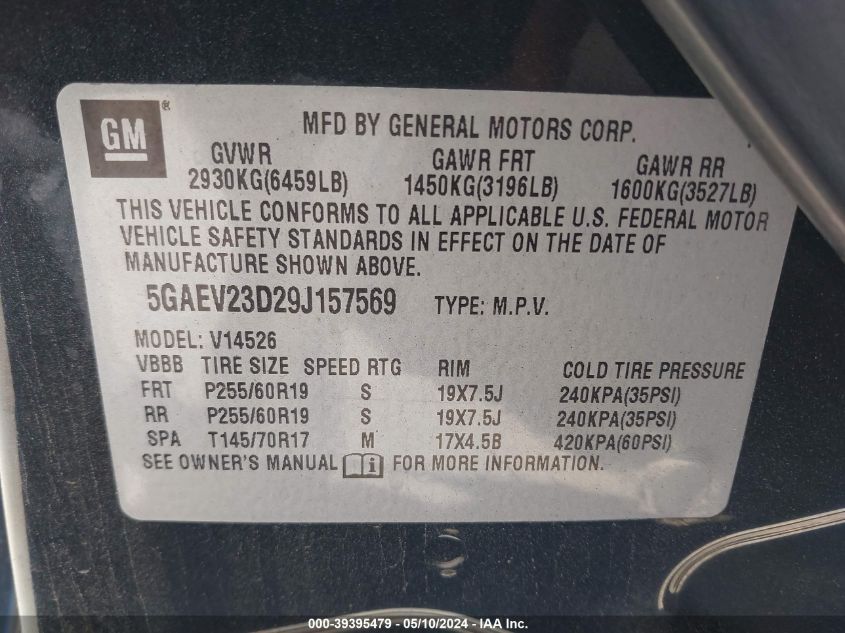 GM®
MFD BY GENERAL MOTORS CORP.
GVWR GAWR FRT GAWR RR
2930KG(6459LB) 1450KG(3196LB) 1600KG(3527LB)
THIS VEHICLE CONFORMS TO ALL APPLICABLE U.S. FEDERAL MOTOR
VEHICLE SAFETY STANDARDS IN EFFECT ON THE DATE OF
MANUFACTURE SHOWN ABOVE.
5GAEV23D29J157569 TYPE: M.P.V.
MODEL: V14526
VBBB TIRE SIZE SPEED RTG RIM COLD TIRE PRESSURE
FRT P255/60R19 S 19X7.5J 240KPA(35PSI)
RR P255/60R19 S 19X7.5J 240KPA(35PSI)
SPA T145/70R17 M 17X4.5B 420KPA(60PSI)
SEE OWNER'S MANUAL FOR MORE INFORMATION.
000-39395479 — 05/10/2024 — IAA Inc.